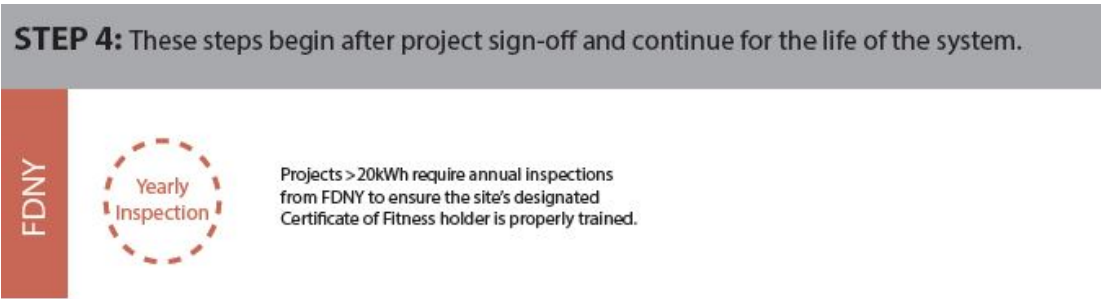 STEP 4: These steps begin after project sign-off and continue for the life of the system.
FDNY
Yearly
Inspection
Projects >20kWh require annual inspections
from FDNY to ensure the site's designated
Certificate of Fitness holder is properly trained.